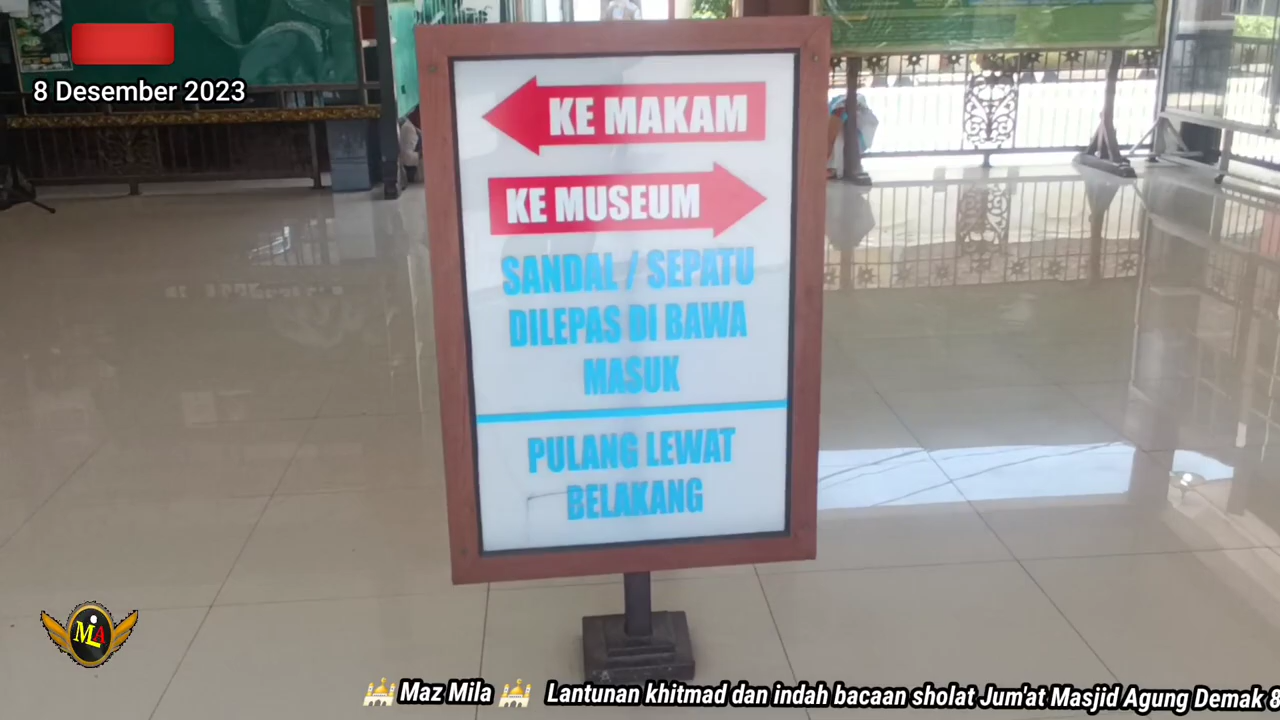 8 Desember 2023
KE MAKAM
KE MUSEUM
SANDAL / SEPATU
DILEPAS DI BAWA
MASUK
PULANG LEWAT
BELAKANG
MLA
Maz Mila Lantunan khitmad dan indah bacaan sholat Jum'at Masjid Agung Demak 8